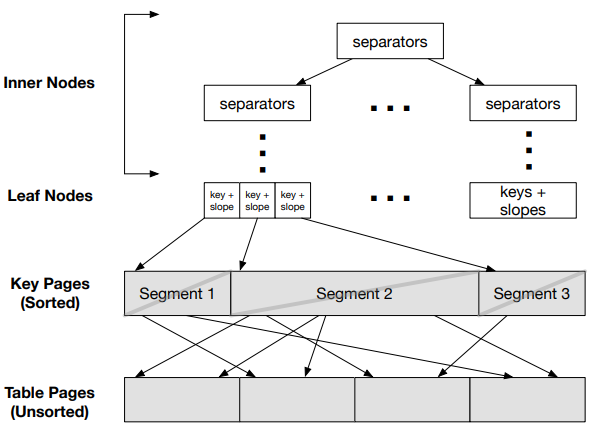 separators
Inner Nodes
separators
separators
Leaf Nodes
key +
slope
key +
slope
key +
slope
keys +
slopes
Key Pages
(Sorted)
Segment 1
Segment 2
Segment 3
Table Pages
(Unsorted)